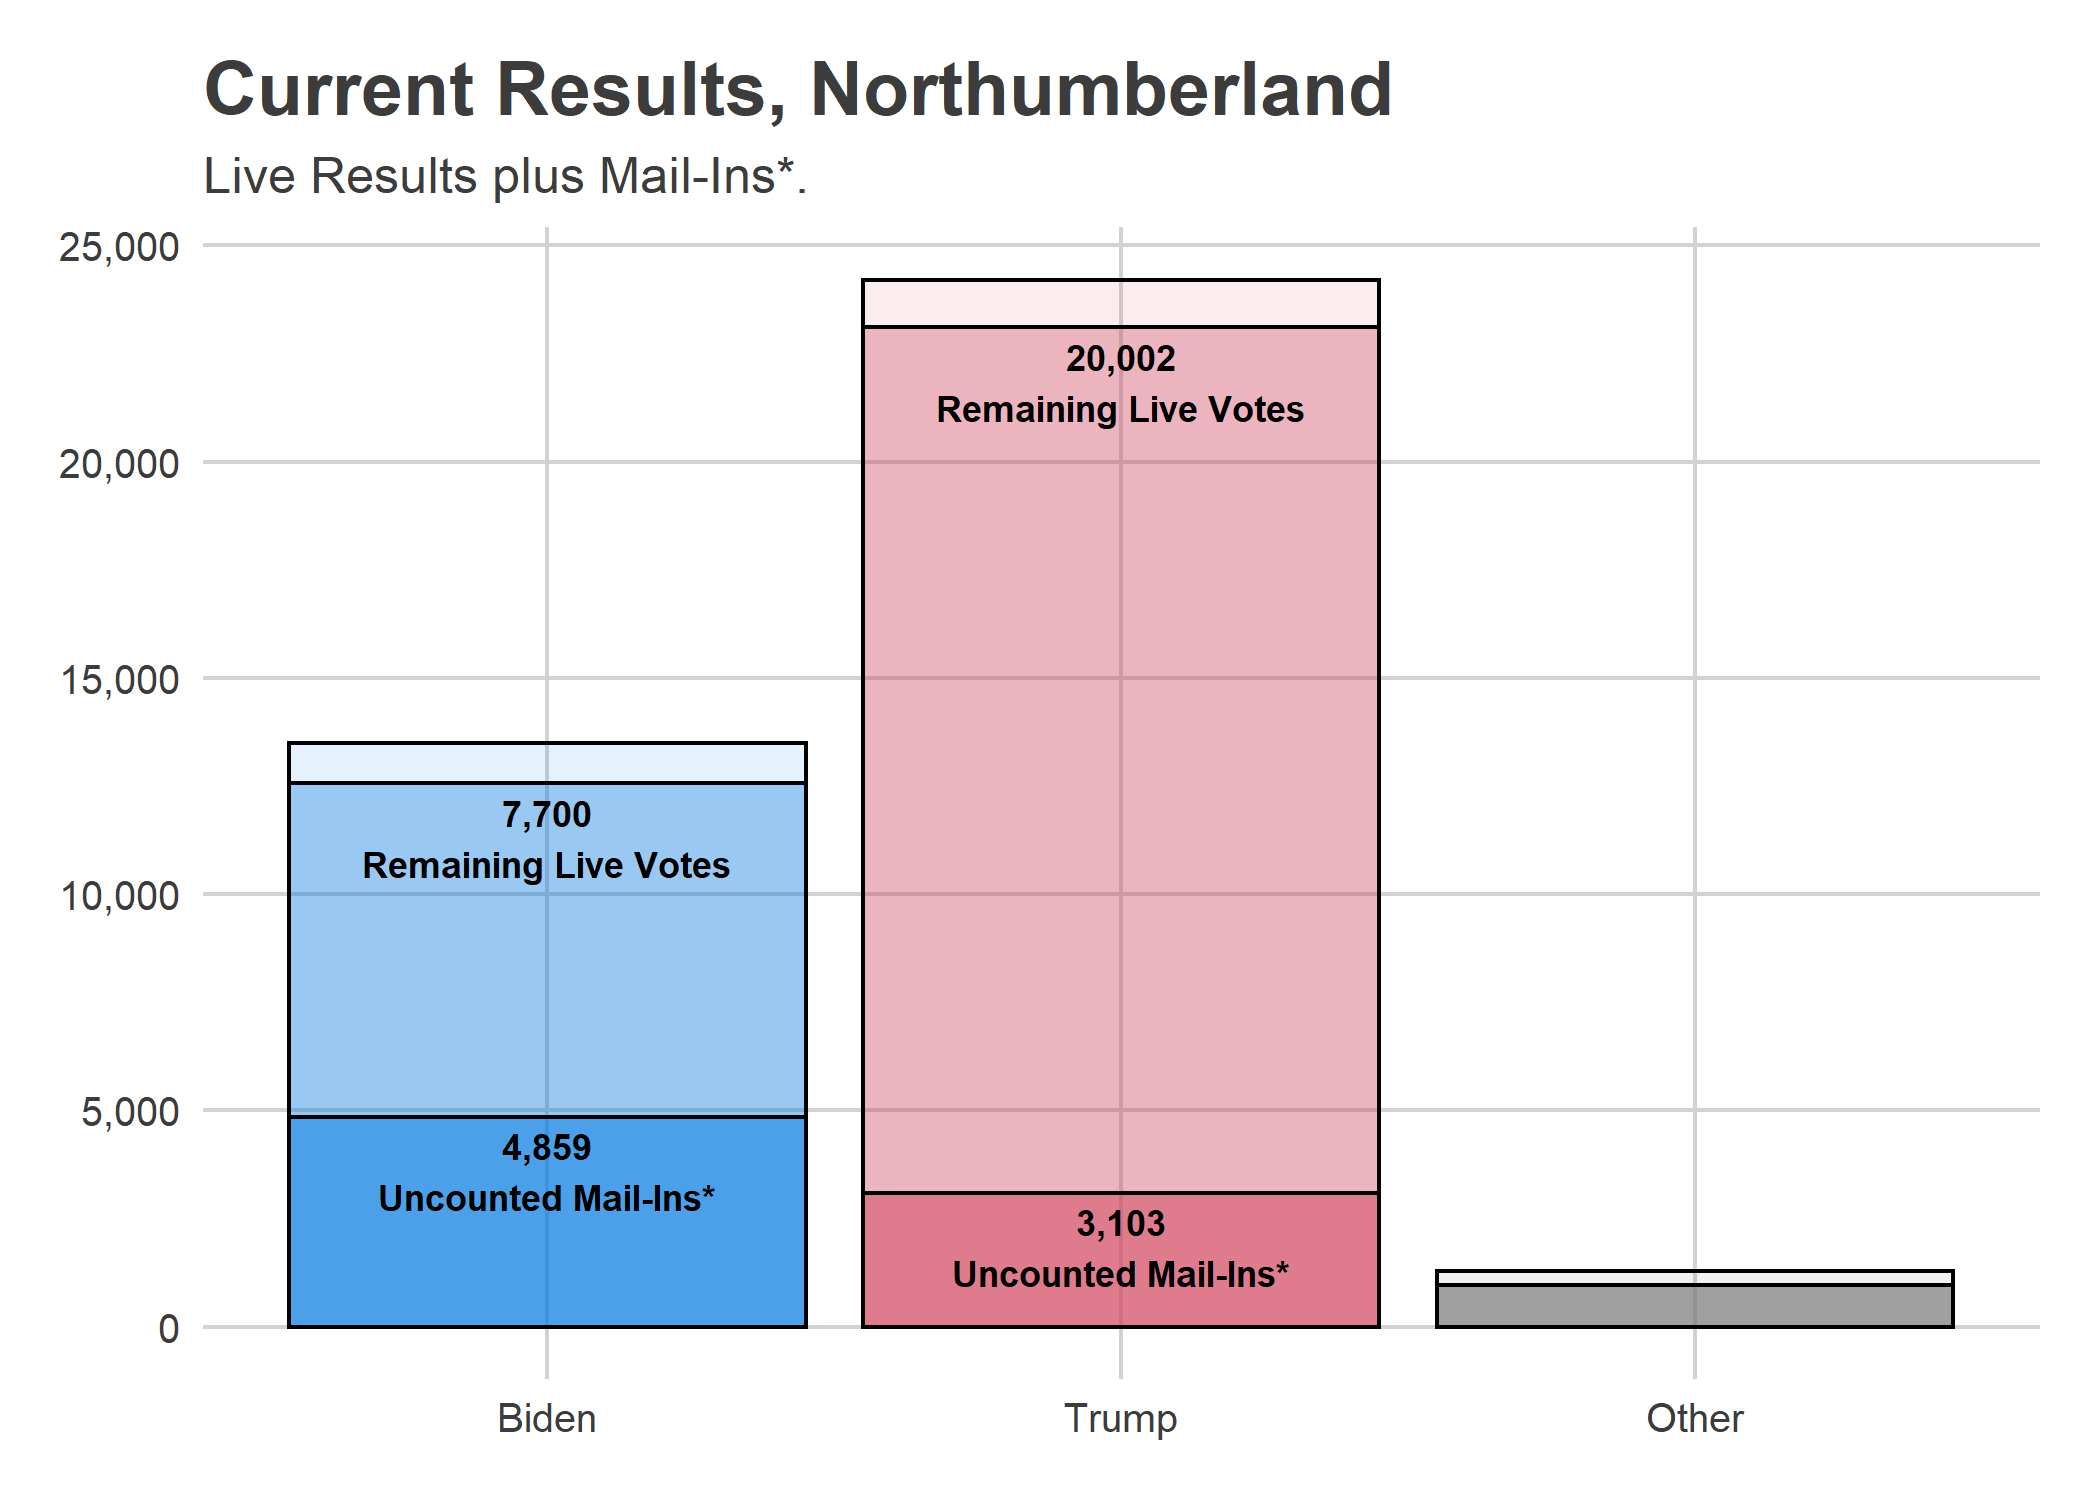 Current Results, Northumberland
Live Results plus Mail-Ins*.
25,000
20,000
15,000
10,000
5,000
0
7,700
Remaining Live Votes
4,859
Uncounted Mail-Ins*
20,002
Remaining Live Votes
3,103
Uncounted Mail-Ins*
Biden
Trump
Other